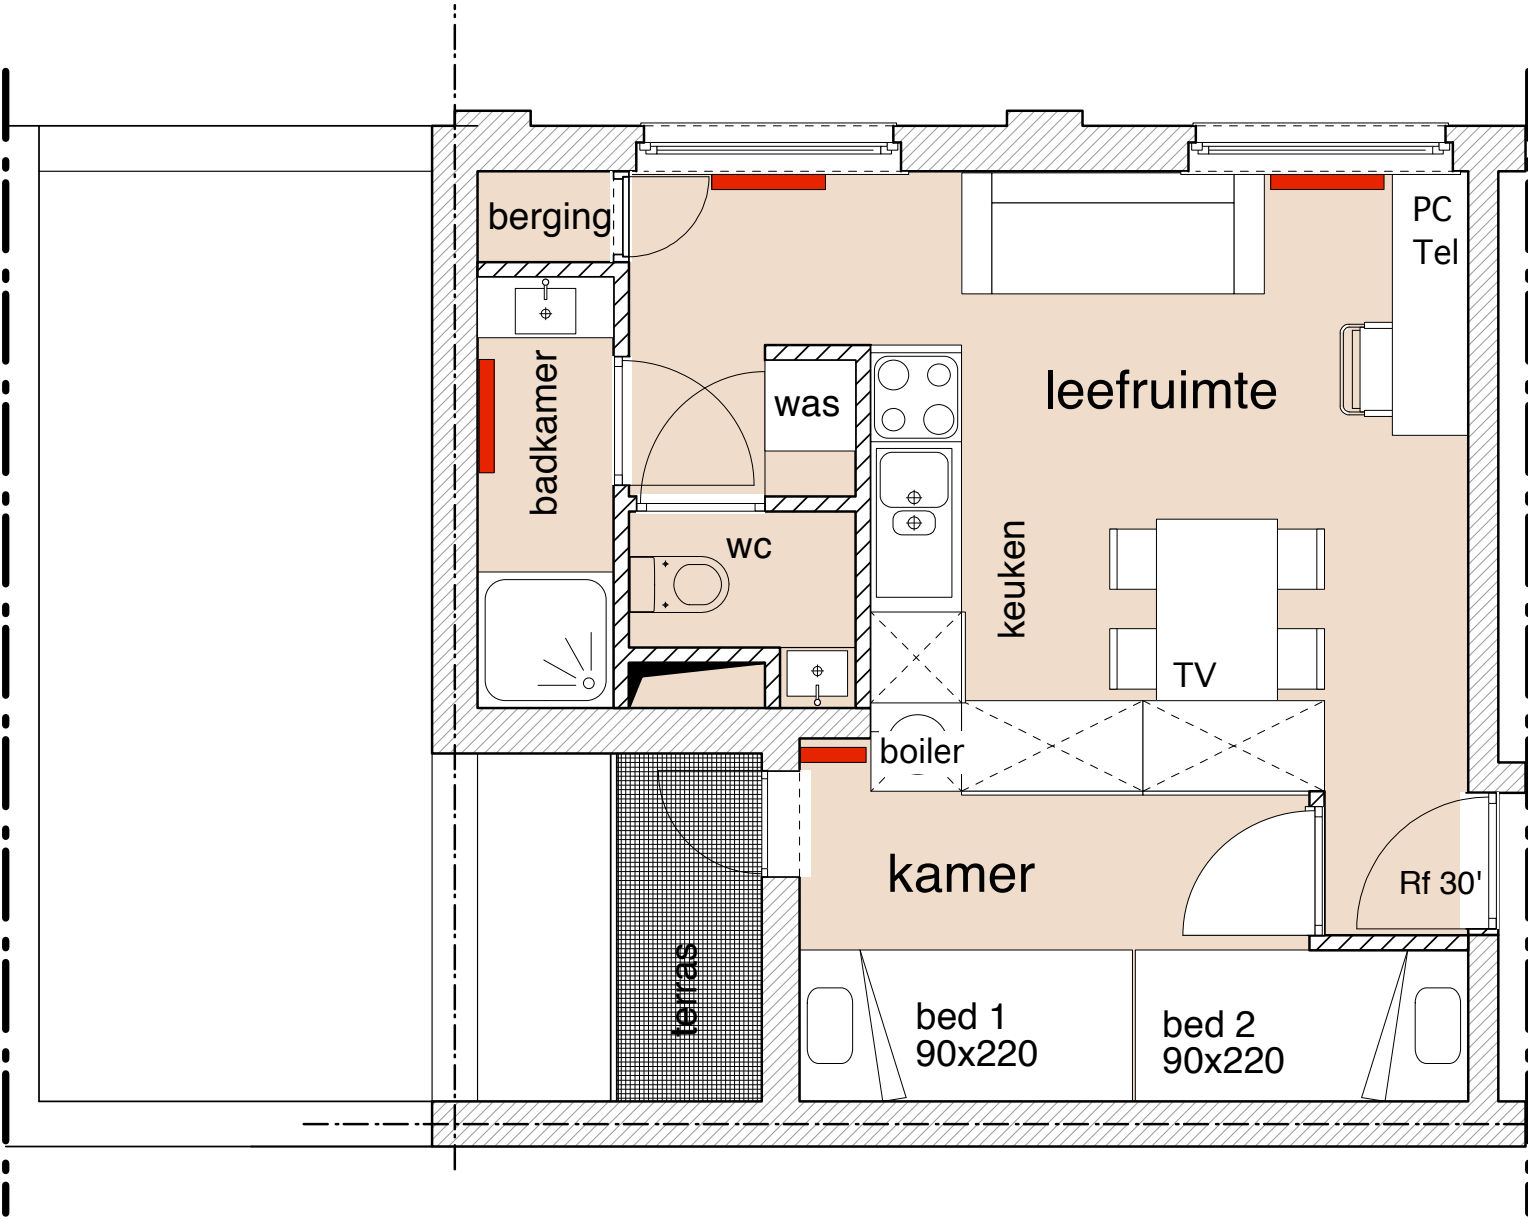 berging
PC
Tel
badkamer
was
leefruimte
wc
keuken
TV
boiler
kamer
Rf 30'
terras
bed 1
90x220
bed 2
90x220